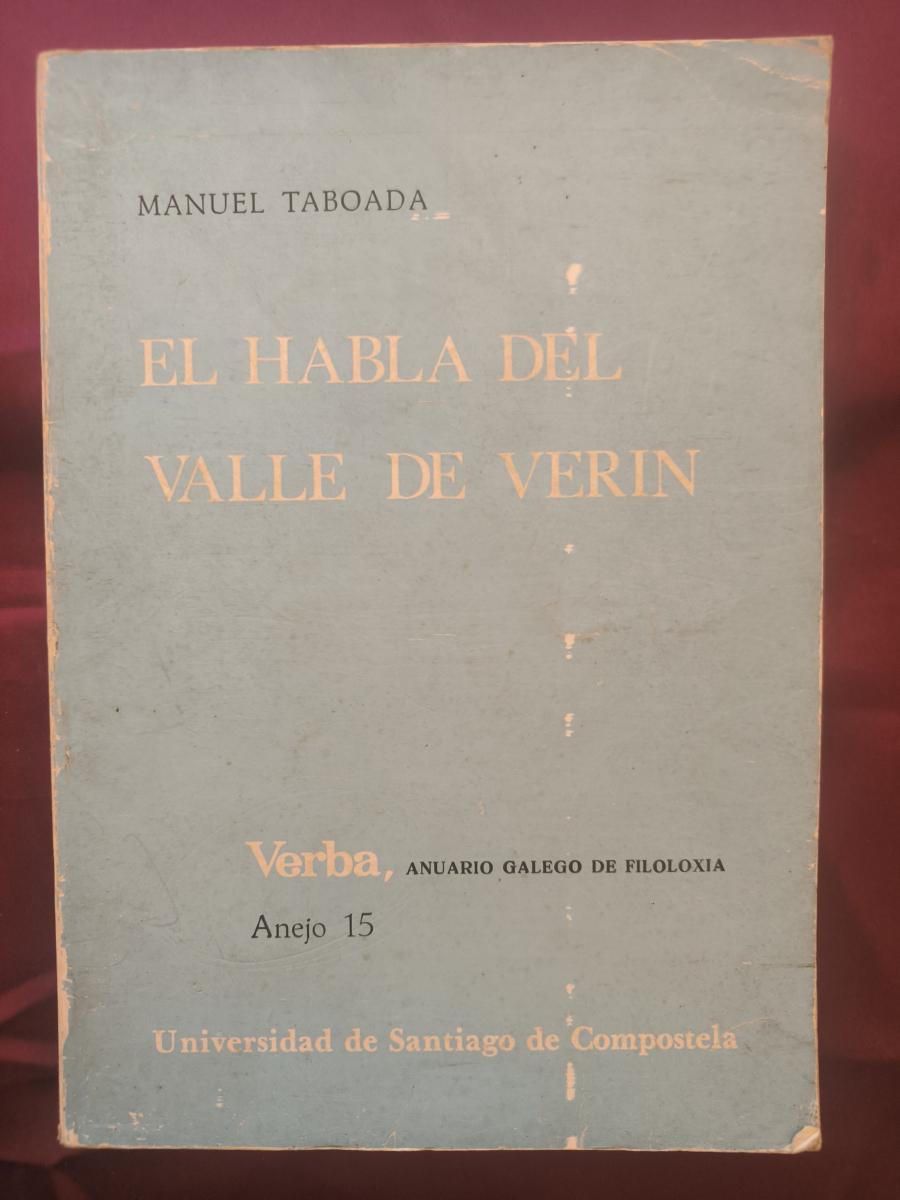 MANUEL TABOADA
EL HABLA DEL
VALLE DE VERIN
Verba, ANUARIO GALEGO DE FILOLOXIA
Anejo 15
Universidad de Santiago de Compostela